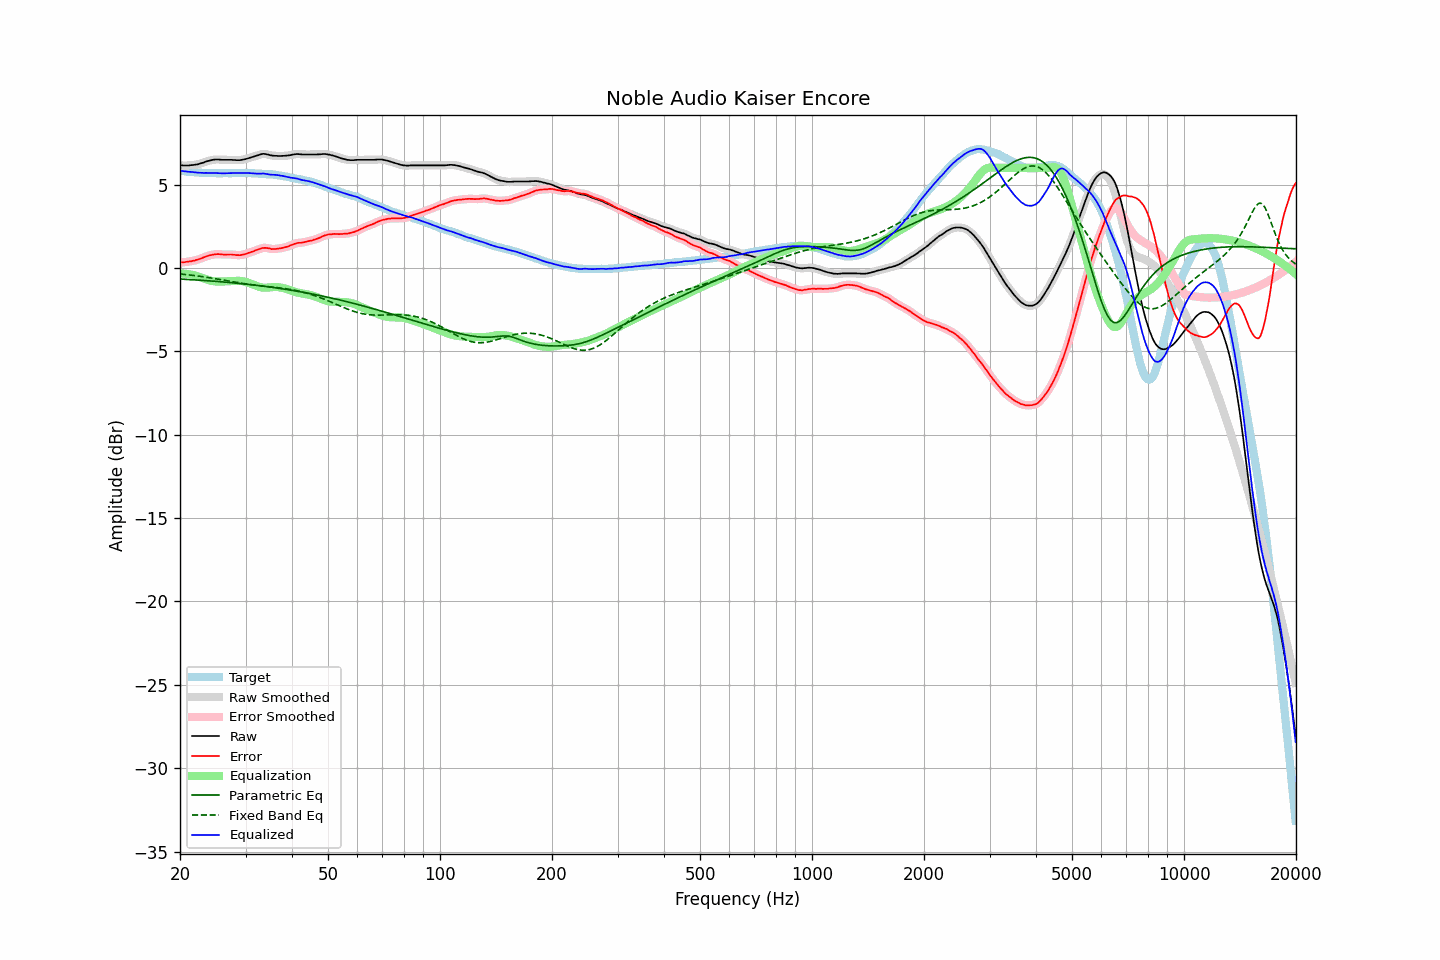 Noble Audio Kaiser Encore
Amplitude (dBr)
5
0
−5
−10
−15
−20
−25
−30
−35
Target
Raw Smoothed
Error Smoothed
Raw
Error
Equalization
Parametric Eq
Fixed Band Eq
Equalized
20 50 100 200 500 1000 2000 5000 10000 20000
Frequency (Hz)